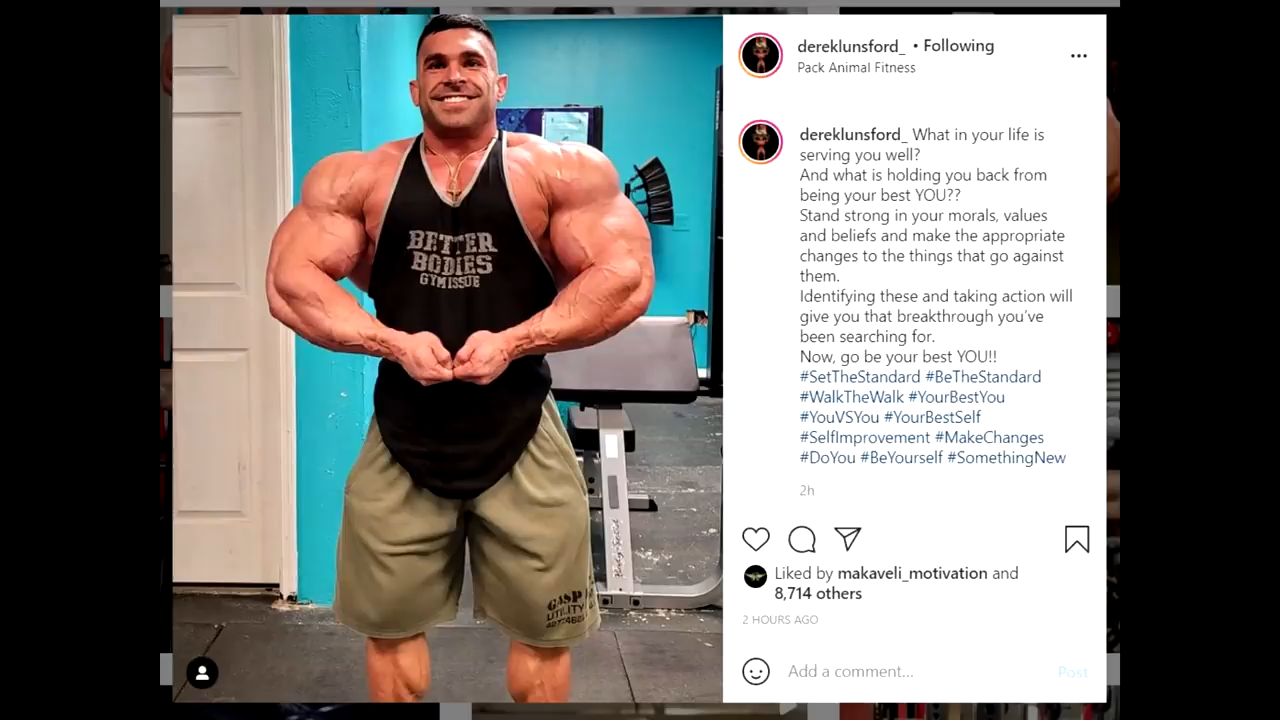 BETTER
BODIES
GYM ISSUE
GASP
UTILITY
dereklunsford_ • Following
Pack Animal Fitness
dereklunsford_ What in your life is
serving you well?
And what is holding you back from
being your best YOU??
Stand strong in your morals, values
and beliefs and make the appropriate
changes to the things that go against
them.
Identifying these and taking action will
give you that breakthrough you've
been searching for.
Now, go be your best YOU!!
#SetTheStandard #BeTheStandard
#WalkTheWalk #YourBestYou
#YouVSYou #YourBestSelf
#SelfImprovement #MakeChanges
#DoYou #BeYourself #SomethingNew
2h
Liked by makaveli_motivation and
8,714 others
2 HOURS AGO
Add a comment...
Post